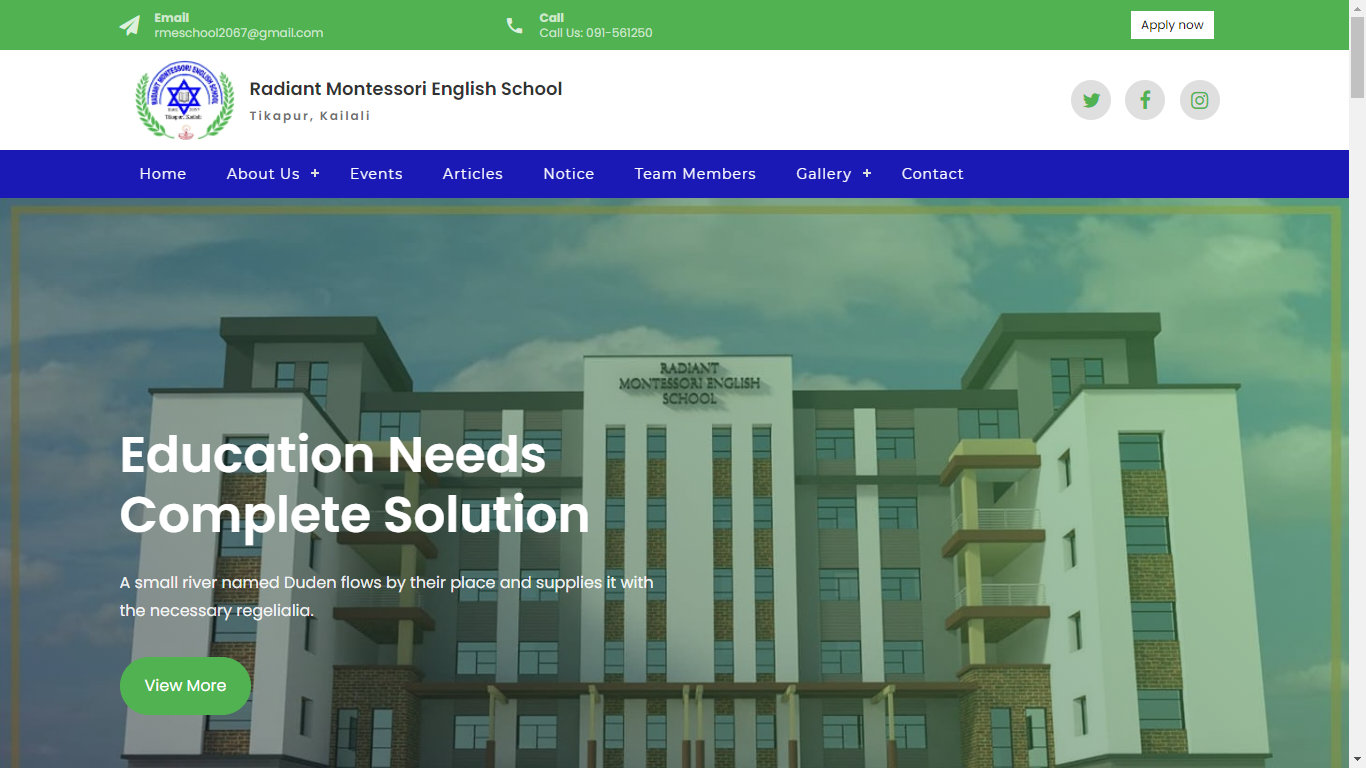 Email
rmeschool2067@gmail.com
Call
Call Us: 091-561250
Apply now
RADIANT MONTESSORI ENGLISH SCHOOL
Tikapur, Kailali
Radiant Montessori English School
Tikapur, Kailali
Home
About Us +
Events
Articles
Notice
Team Members
Gallery +
Contact
RADIANT
MONTESSORI ENGLISH
SCHOOL
Education Needs
Complete Solution
A small river named Duden flows by their place and supplies it with
the necessary regelialia.
View More